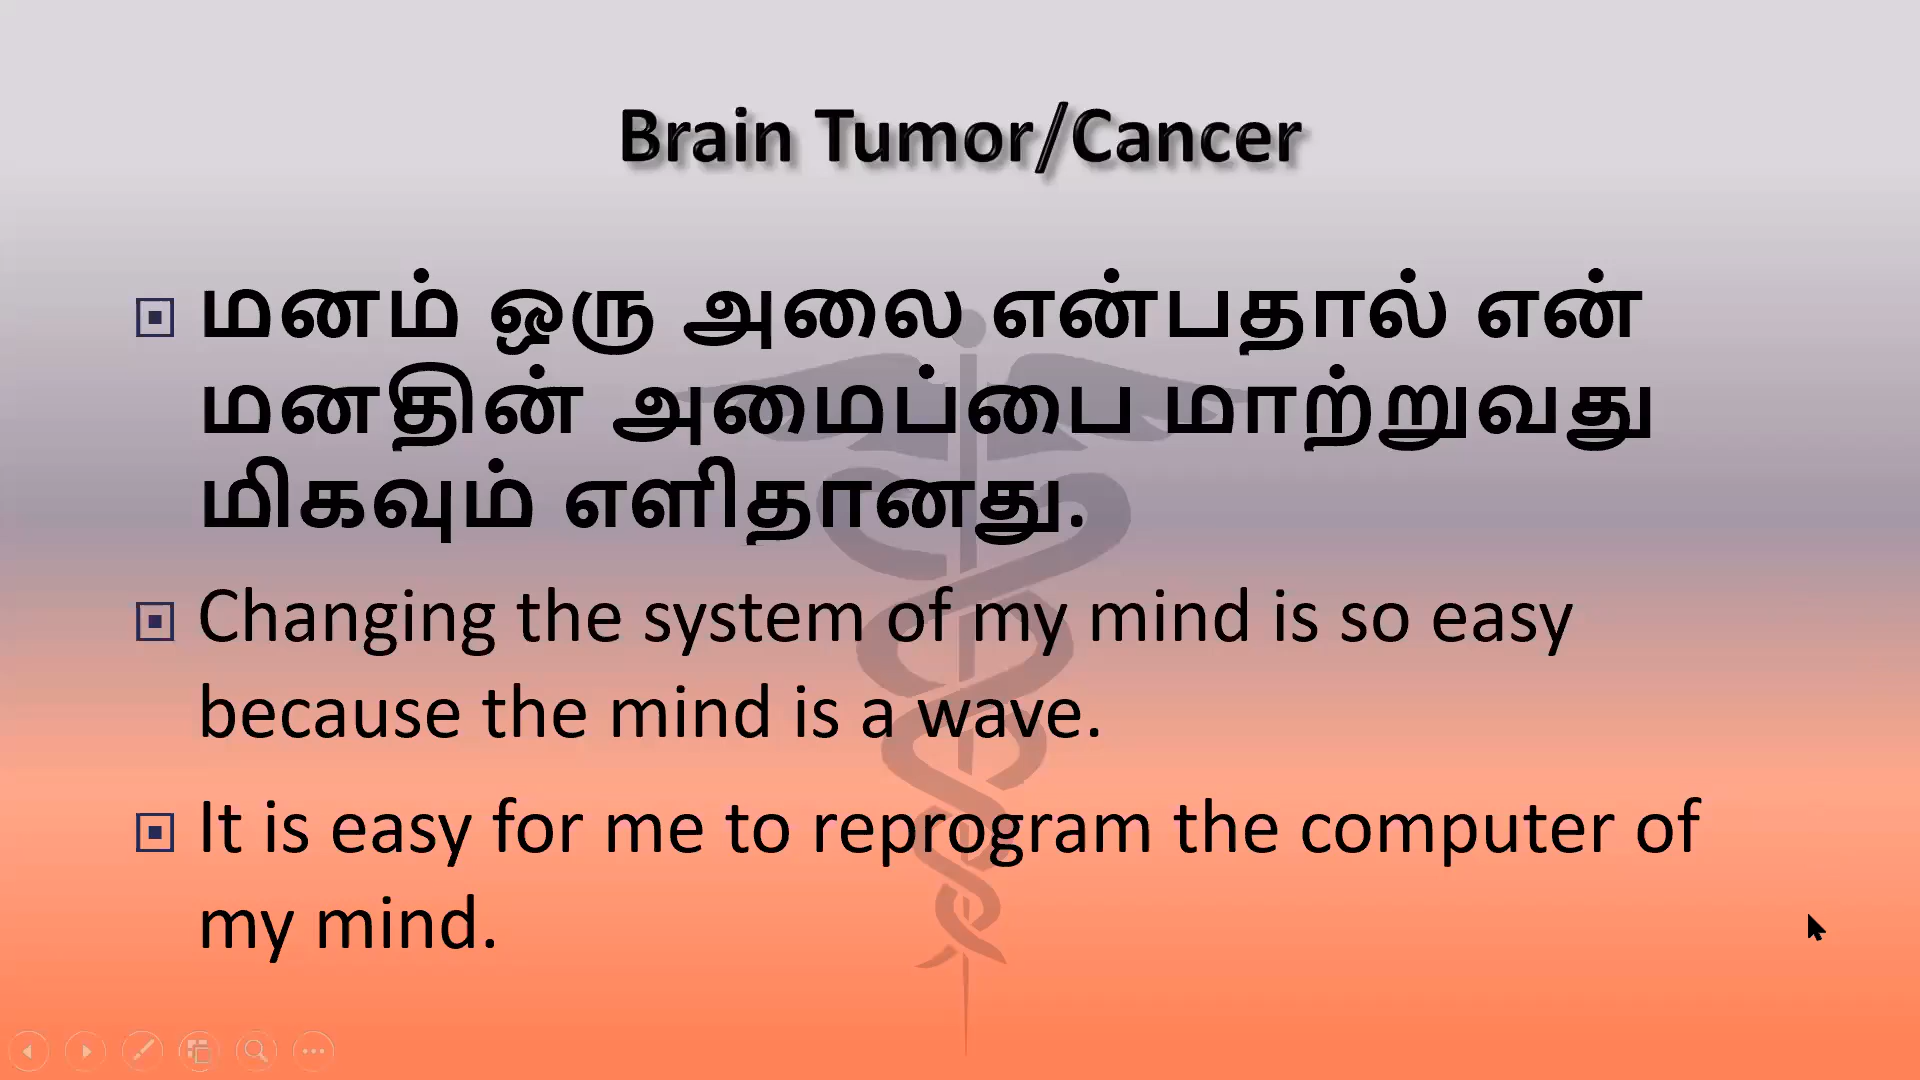 Brain Tumor/Cancer
மனம் ஒரு அலை என்பதால் என்
மனதின் அமைப்பை மாற்றுவது
மிகவும் எளிதானது.
Changing the system of my mind is so easy
because the mind is a wave.
It is easy for me to reprogram the computer of
my mind.